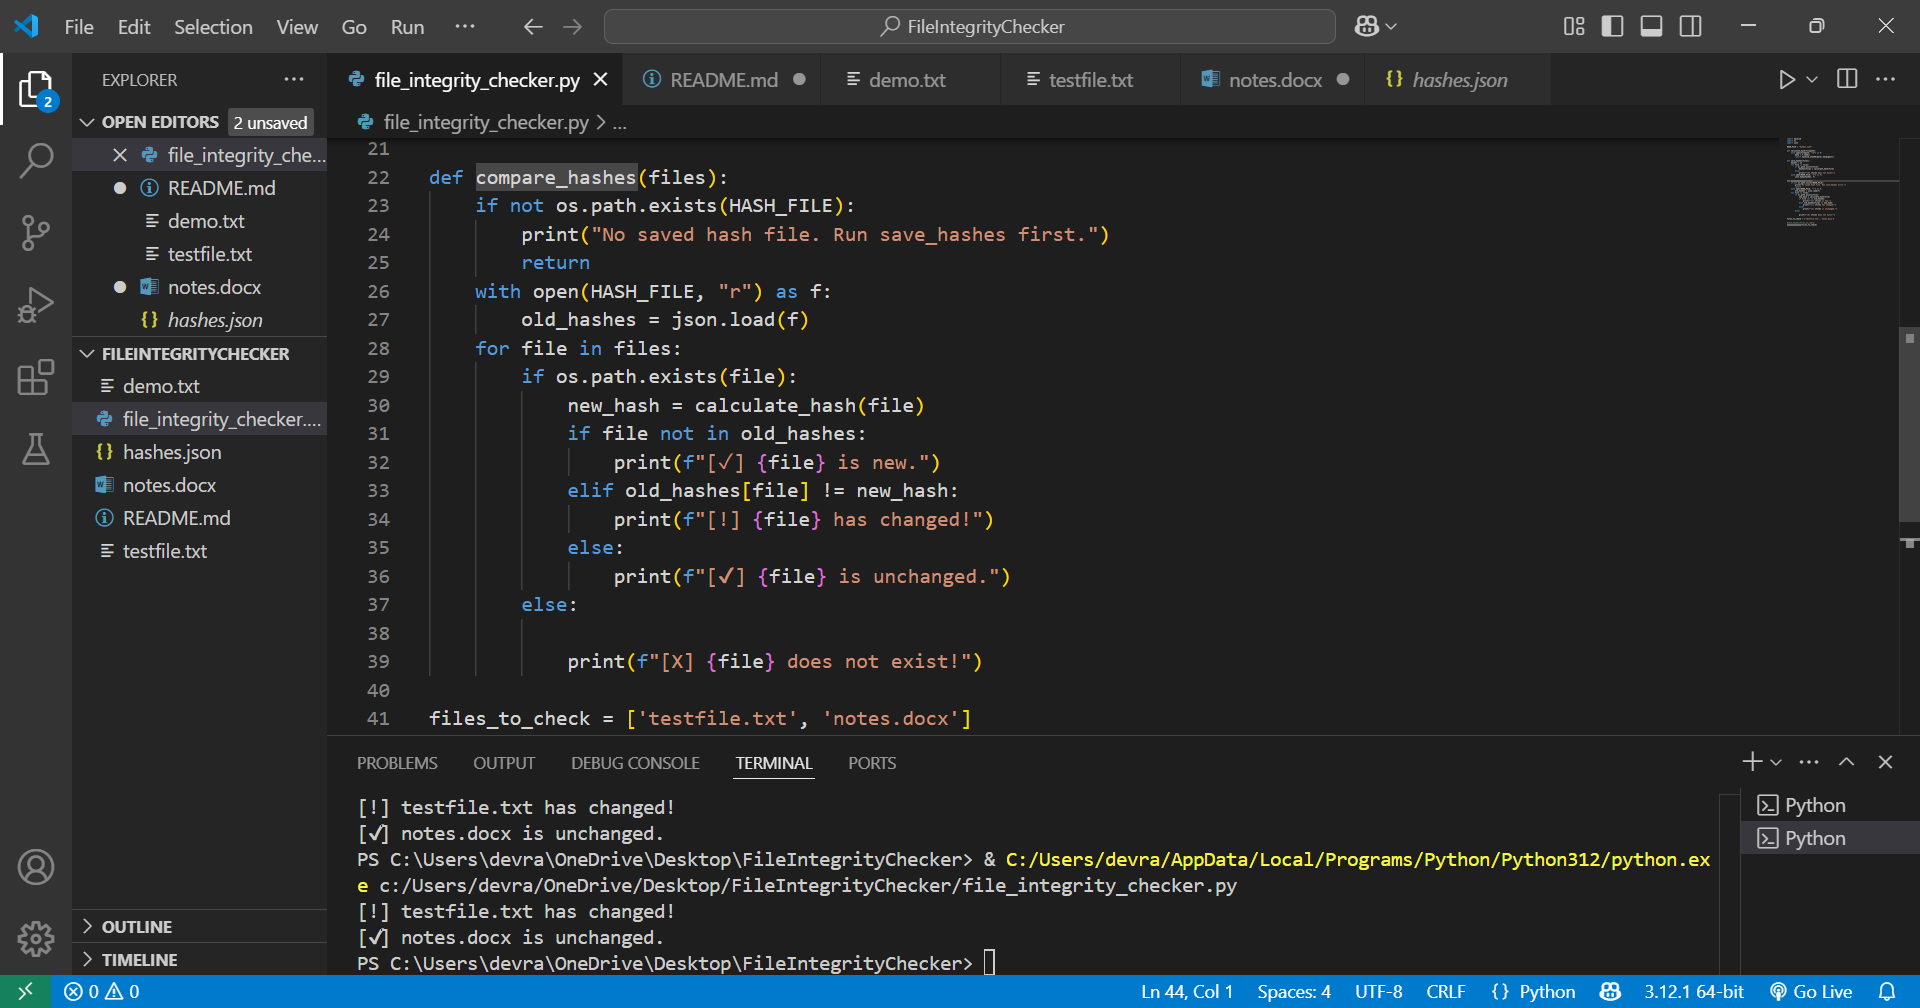 File Edit Selection View Go Run ··· FileIntegrityChecker
EXPLORER ···
file_integrity_checker.py README.md demo.txt testfile.txt notes.docx hashes.json
2
OPEN EDITORS 2 unsaved
file_integrity_che...
README.md
demo.txt
testfile.txt
notes.docx
hashes.json
FILEINTEGRITYCHECKER
demo.txt
file_integrity_checker....
hashes.json
notes.docx
README.md
testfile.txt
OUTLINE
TIMELINE
file_integrity_checker.py > ...
21
22 def compare_hashes(files):
23 if not os.path.exists(HASH_FILE):
24 print("No saved hash file. Run save_hashes first.")
25 return
26 with open(HASH_FILE, "r") as f:
27 old_hashes = json.load(f)
28 for file in files:
29 if os.path.exists(file):
30 new_hash = calculate_hash(file)
31 if file not in old_hashes:
32 print(f"[✓] {file} is new.")
33 elif old_hashes[file] != new_hash:
34 print(f"[!] {file} has changed!")
35 else:
36 print(f"[✔] {file} is unchanged.")
37 else:
38
39 print(f"[X] {file} does not exist!")
40
41 files_to_check = ['testfile.txt', 'notes.docx']
PROBLEMS OUTPUT DEBUG CONSOLE TERMINAL PORTS
[!] testfile.txt has changed!
[✔] notes.docx is unchanged.
PS C:\Users\devra\OneDrive\Desktop\FileIntegrityChecker> & C:/Users/devra/AppData/Local/Programs/Python/Python312/python.ex
e c:/Users/devra/OneDrive/Desktop/FileIntegrityChecker/file_integrity_checker.py
[!] testfile.txt has changed!
[✔] notes.docx is unchanged.
PS C:\Users\devra\OneDrive\Desktop\FileIntegrityChecker>
Python
Python
0 0 Ln 44, Col 1 Spaces: 4 UTF-8 CRLF {} Python 3.12.1 64-bit Go Live